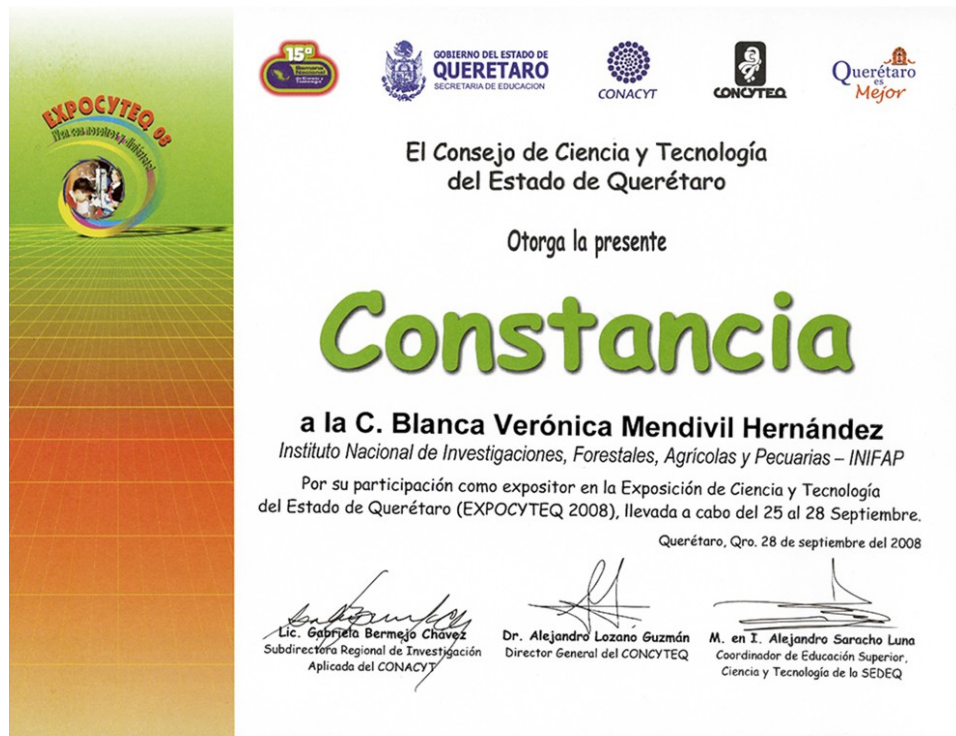 EXPOCYTEQ 08
15ª
GOBIERNO DEL ESTADO DE
QUERETARO
SECRETARIA DE EDUCACION
CONACYT
CONCYTEQ
Querétaro
es
Mejor
El Consejo de Ciencia y Tecnología
del Estado de Querétaro
Otorga la presente
Constancia
a la C. Blanca Verónica Mendivil Hernández
Instituto Nacional de Investigaciones, Forestales, Agrícolas y Pecuarias – INIFAP
Por su participación como expositor en la Exposición de Ciencia y Tecnología
del Estado de Querétaro (EXPOCYTEQ 2008), llevada a cabo del 25 al 28 Septiembre.
Querétaro, Qro. 28 de septiembre del 2008
Lic. Gabriela Bermejo Chávez
Subdirectora Regional de Investigación
Aplicada del CONACYT
Dr. Alejandro Lozano Guzmán
Director General del CONCYTEQ
M. en I. Alejandro Saracho Luna
Coordinador de Educación Superior,
Ciencia y Tecnología de la SEDEQ